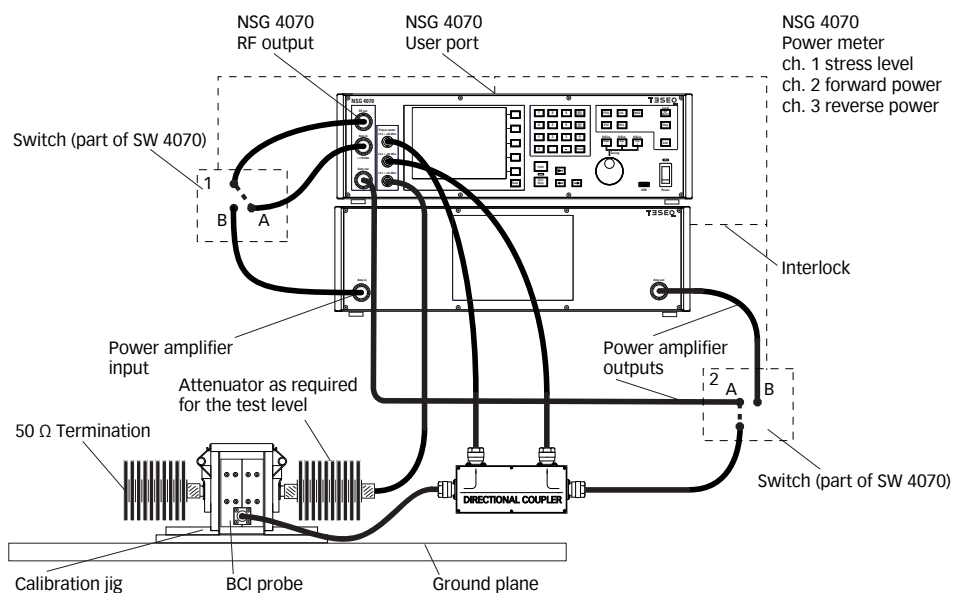 NSG 4070
RF output
NSG 4070
User port
NSG 4070
Power meter
ch. 1 stress level
ch. 2 forward power
ch. 3 reverse power
Switch (part of SW 4070)
NSG 4070
TESEQ
1
B
A
TESEQ
Interlock
Power amplifier
input
Power amplifier
outputs
2
A
B
Attenuator as required
for the test level
50 Ω Termination
Switch (part of SW 4070)
DIRECTIONAL COUPLER
Calibration jig
BCI probe
Ground plane